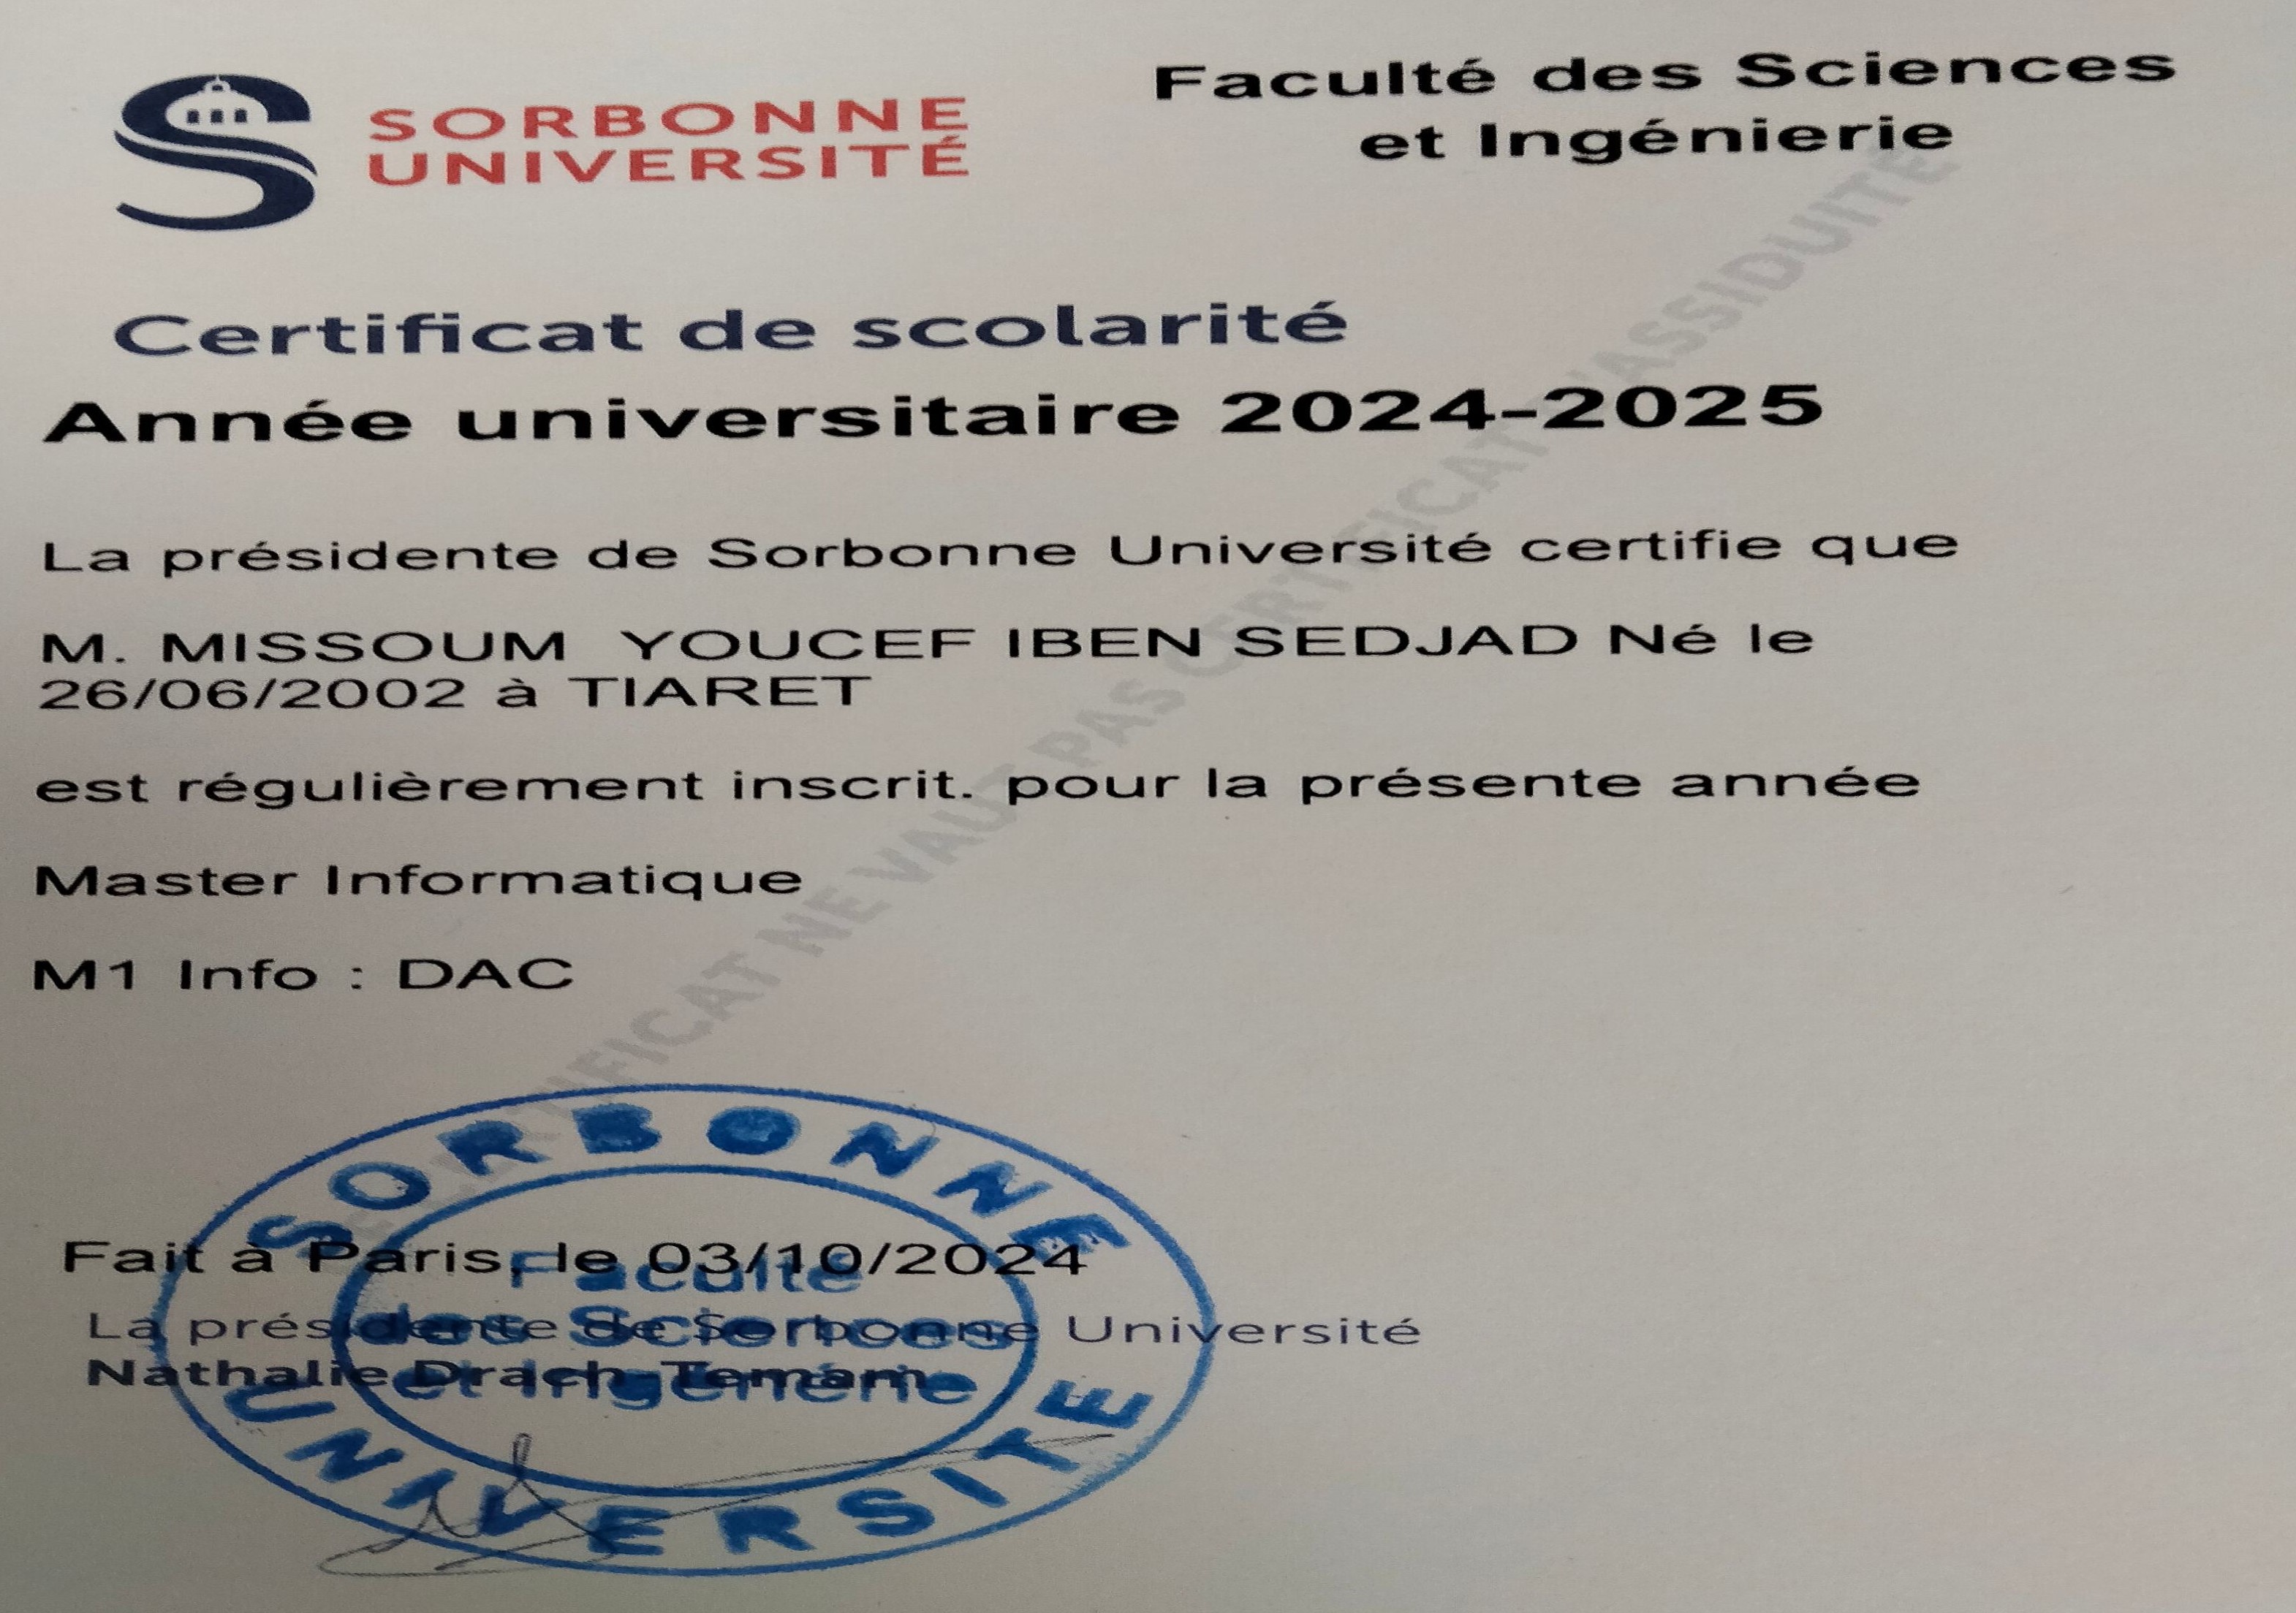 SORBONNE
UNIVERSITÉ
Faculté des Sciences
et Ingénierie
Certificat de scolarité
Année universitaire 2024-2025
La présidente de Sorbonne Université certifie que
M. MISSOUM YOUCEF IBEN SEDJAD Né le
26/06/2002 à TIARET
est régulièrement inscrit. pour la présente année
Master Informatique
M1 Info : DAC
CERTIFICAT NE VAUT PAS CERTIFICAT D'ASSIDUITE
Fait à Paris, le 03/10/2024
La présidente de Sorbonne Université
Nathalie Drach-Temam
SORBONNE
Faculté
des Sciences
et Ingénierie
UNIVERSITE